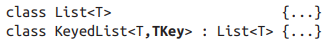 class List<T> {...}
class KeyedList<T,TKey> : List<T> {...}